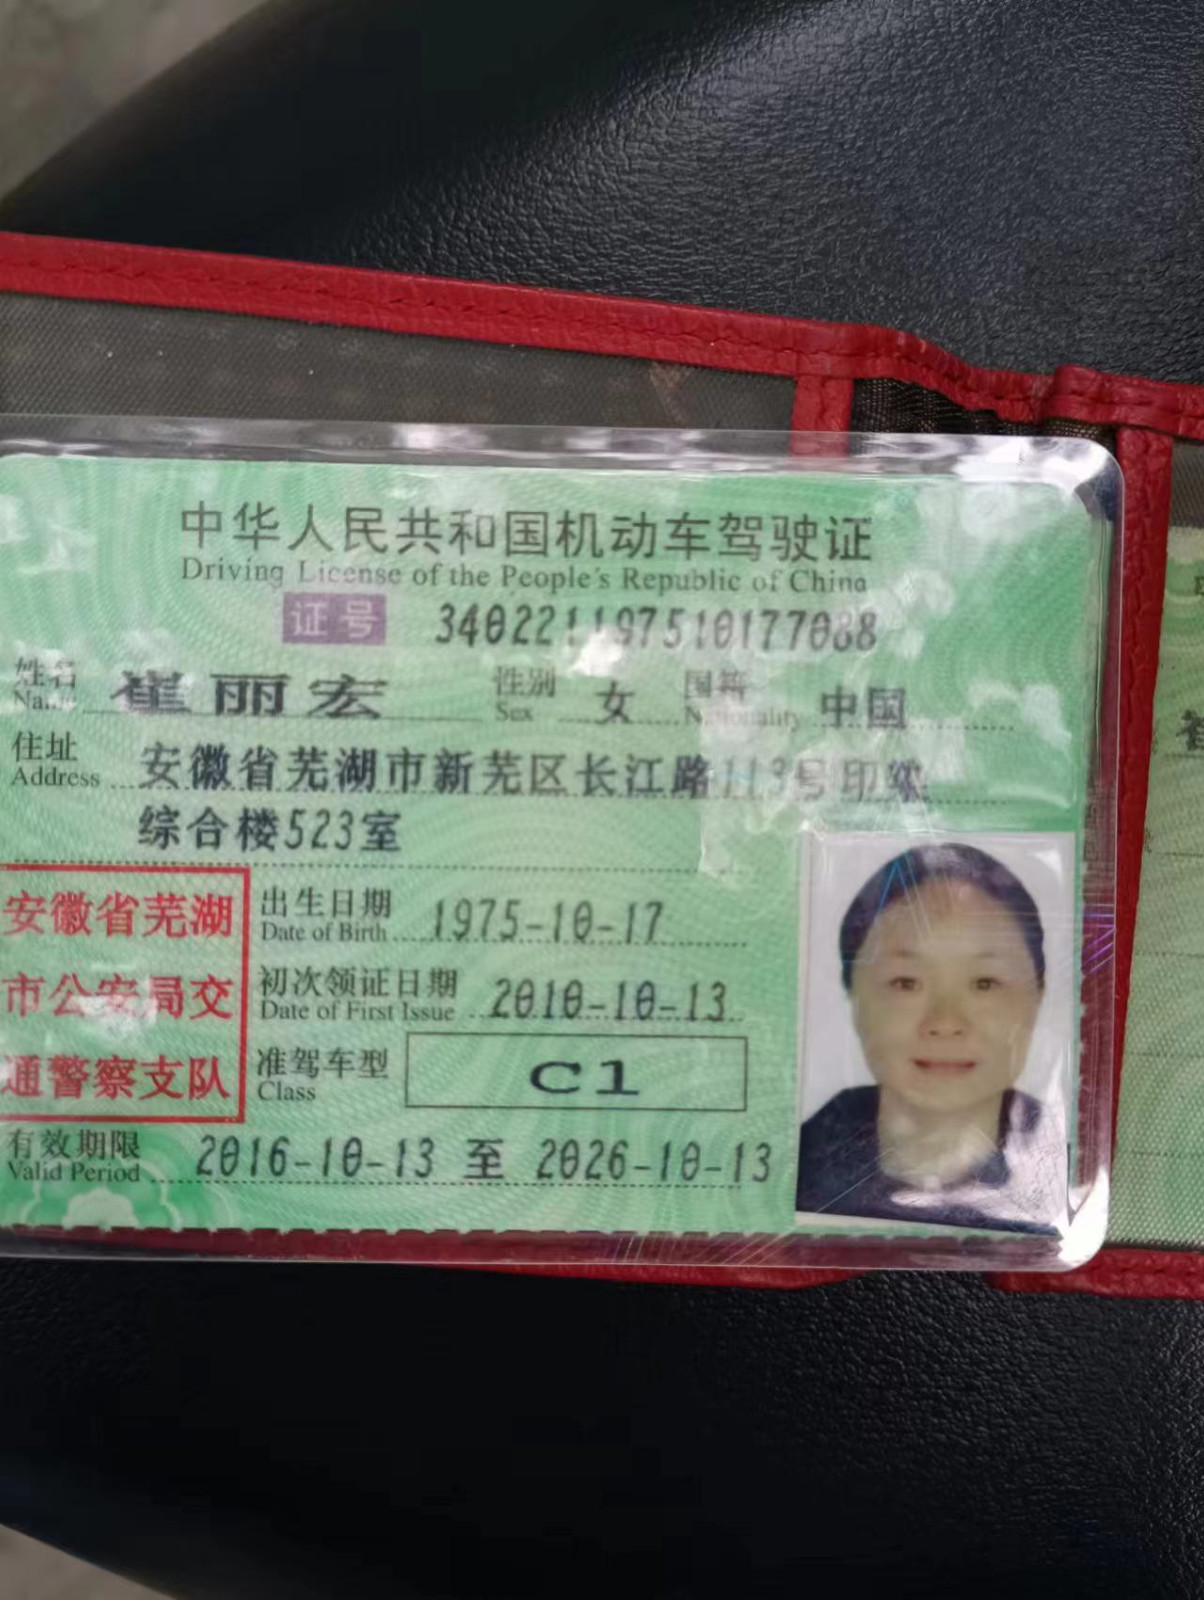 中华人民共和国机动车驾驶证
Driving License of the People's Republic of China
证号 340221197510177088
姓名 崔丽宏 性别 女 国籍 中国
Name Sex Nationality
住址 安徽省芜湖市新芜区长江路113号印染
Address
综合楼523室
安徽省芜湖
市公安局交
通警察支队
出生日期 1975-10-17
Date of Birth
初次领证日期 2010-10-13
Date of First Issue
准驾车型 C1
Class
有效期限 2016-10-13 至 2026-10-13
Valid Period